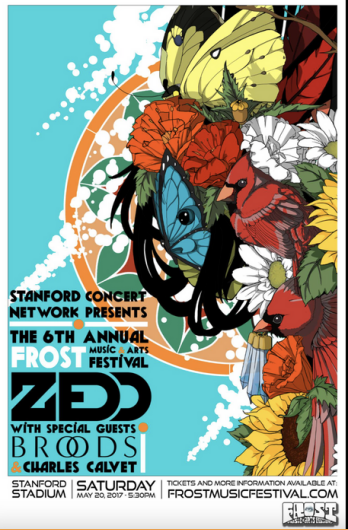 STANFORD CONCERT
NETWORK PRESENTS
THE 6TH ANNUAL
FROST MUSIC & ARTS FESTIVAL
ZEDD
WITH SPECIAL GUESTS
BROODS
& CHARLES CALVET
STANFORD STADIUM
SATURDAY
MAY 20, 2017 • 5:30PM
TICKETS AND MORE INFORMATION AVAILABLE AT:
FROSTMUSICFESTIVAL.COM
FROST